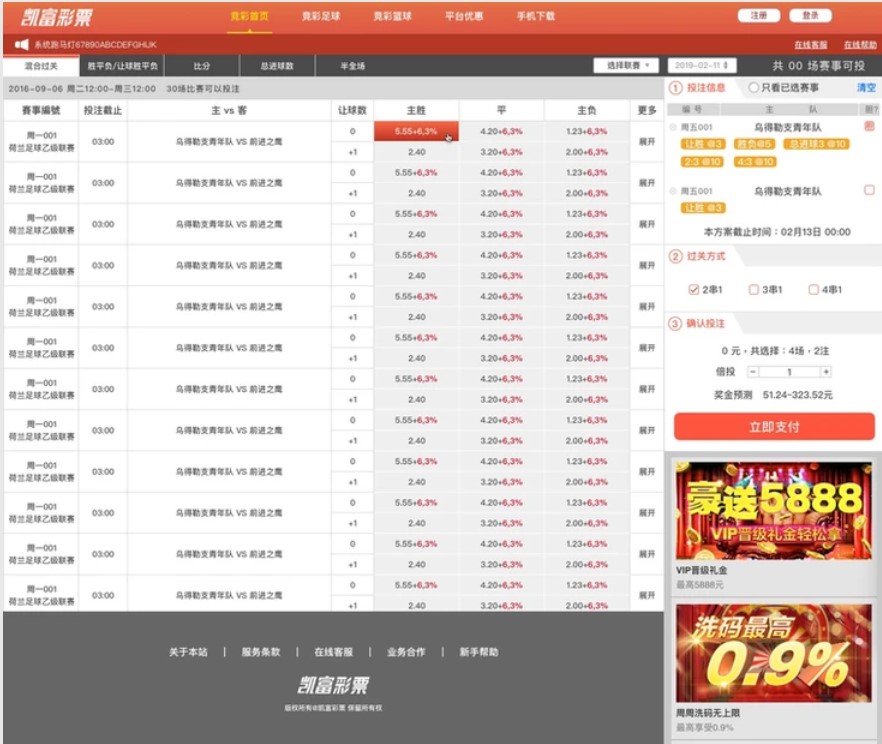 凯富彩票
竞彩首页 竞彩足球 竞彩篮球 平台优惠 手机下载
注册 登录
系统跑马灯67890ABCDEFGHIJK
在线客服 在线帮助
混合过关 胜平负/让球胜平负 比分 总进球数 半全场
选择联赛 2019-02-11 共 00 场赛事可投
2016-09-06 周二12:00-周三12:00 30场比赛可以投注
赛事編號 投注截止 主 vs 客 让球数 主胜 平 主负 更多
周一001
荷兰足球乙级联赛 03:00 乌得勒支青年队 VS 前进之鹰 展开
0 5.55+6,3% 4.20+6,3% 1.23+6,3%
+1 2.40 3.20+6,3% 2.00+6,3%
周一001
荷兰足球乙级联赛 03:00 乌得勒支青年队 VS 前进之鹰 展开
0 5.55+6,3% 4.20+6,3% 1.23+6,3%
+1 2.40 3.20+6,3% 2.00+6,3%
周一001
荷兰足球乙级联赛 03:00 乌得勒支青年队 VS 前进之鹰 展开
0 5.55+6,3% 4.20+6,3% 1.23+6,3%
+1 2.40 3.20+6,3% 2.00+6,3%
周一001
荷兰足球乙级联赛 03:00 乌得勒支青年队 VS 前进之鹰 展开
0 5.55+6,3% 4.20+6,3% 1.23+6,3%
+1 2.40 3.20+6,3% 2.00+6,3%
周一001
荷兰足球乙级联赛 03:00 乌得勒支青年队 VS 前进之鹰 展开
0 5.55+6,3% 4.20+6,3% 1.23+6,3%
+1 2.40 3.20+6,3% 2.00+6,3%
周一001
荷兰足球乙级联赛 03:00 乌得勒支青年队 VS 前进之鹰 展开
0 5.55+6,3% 4.20+6,3% 1.23+6,3%
+1 2.40 3.20+6,3% 2.00+6,3%
周一001
荷兰足球乙级联赛 03:00 乌得勒支青年队 VS 前进之鹰 展开
0 5.55+6,3% 4.20+6,3% 1.23+6,3%
+1 2.40 3.20+6,3% 2.00+6,3%
周一001
荷兰足球乙级联赛 03:00 乌得勒支青年队 VS 前进之鹰 展开
0 5.55+6,3% 4.20+6,3% 1.23+6,3%
+1 2.40 3.20+6,3% 2.00+6,3%
周一001
荷兰足球乙级联赛 03:00 乌得勒支青年队 VS 前进之鹰 展开
0 5.55+6,3% 4.20+6,3% 1.23+6,3%
+1 2.40 3.20+6,3% 2.00+6,3%
周一001
荷兰足球乙级联赛 03:00 乌得勒支青年队 VS 前进之鹰 展开
0 5.55+6,3% 4.20+6,3% 1.23+6,3%
+1 2.40 3.20+6,3% 2.00+6,3%
周一001
荷兰足球乙级联赛 03:00 乌得勒支青年队 VS 前进之鹰 展开
0 5.55+6,3% 4.20+6,3% 1.23+6,3%
+1 2.40 3.20+6,3% 2.00+6,3%
周一001
荷兰足球乙级联赛 03:00 乌得勒支青年队 VS 前进之鹰 展开
0 5.55+6,3% 4.20+6,3% 1.23+6,3%
+1 2.40 3.20+6,3% 2.00+6,3%
1 投注信息 只看已选赛事 清空
编号 主 队 胆?
周五001 乌得勒支青年队
让胜 @3 胜负@5 总进球3 @10
2:3 @10 4:3 @10
周五001 乌得勒支青年队
让胜 @3
本方案截止时间：02月13日 00:00
2 过关方式
2串1 3串1 4串1
3 确认投注
0 元，共选择：4场，2注
倍投 − 1 +
奖金预测 51.24-323.52元
立即支付
豪送5888
VIP晋级礼金轻松拿
VIP晋级礼金
最高5888元
洗码最高
0.9%
周周洗码无上限
最高享受0.9%
关于本站 | 服务条款 | 在线客服 | 业务合作 | 新手帮助
凯富彩票
版权所有©凯富彩票 保留所有权